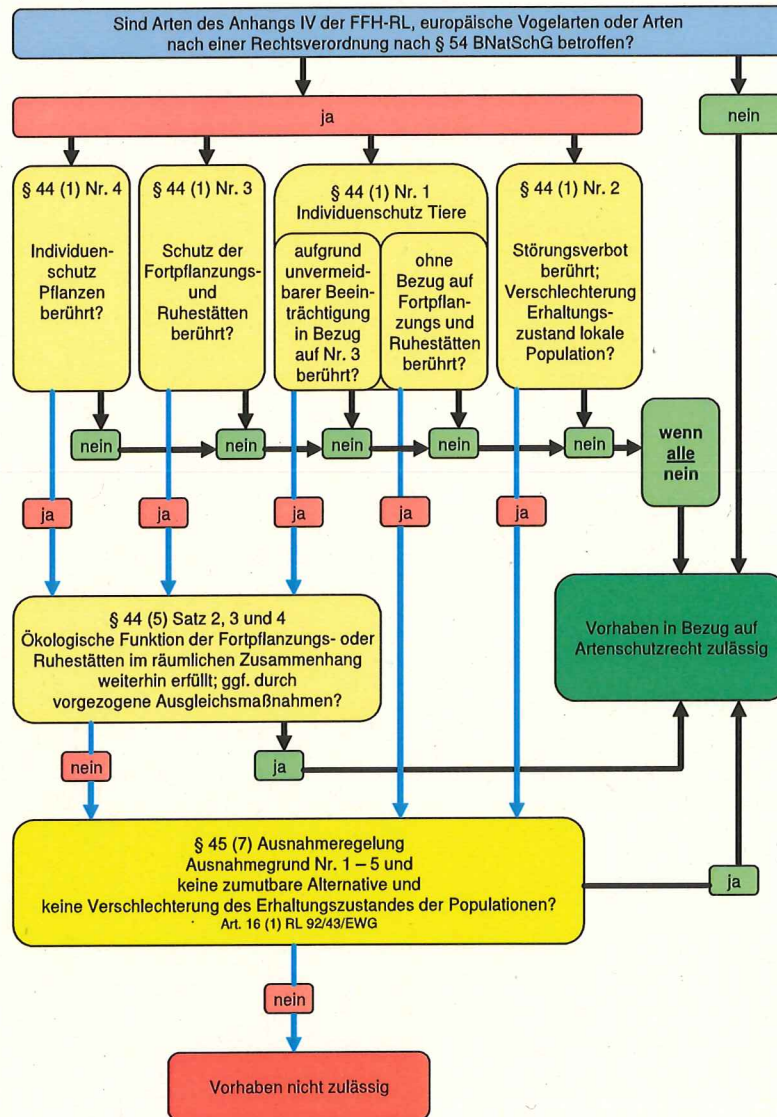 Sind Arten des Anhangs IV der FFH-RL, europäische Vogelarten oder Arten
nach einer Rechtsverordnung nach § 54 BNatSchG betroffen?
ja
nein
§ 44 (1) Nr. 4
Individuen-
schutz
Pflanzen
berührt?
§ 44 (1) Nr. 3
Schutz der
Fortpflanzungs-
und
Ruhestätten
berührt?
§ 44 (1) Nr. 1
Individuenschutz Tiere
aufgrund
unvermeid-
barer Beein-
trächtigung
in Bezug
auf Nr. 3
berührt?
ohne
Bezug auf
Fortpflan-
zungs und
Ruhestätten
berührt?
§ 44 (1) Nr. 2
Störungsverbot
berührt;
Verschlechterung
Erhaltungs-
zustand lokale
Population?
nein
nein
nein
nein
nein
wenn
alle
nein
ja
ja
ja
ja
ja
§ 44 (5) Satz 2, 3 und 4
Ökologische Funktion der Fortpflanzungs- oder
Ruhestätten im räumlichen Zusammenhang
weiterhin erfüllt; ggf. durch
vorgezogene Ausgleichsmaßnahmen?
Vorhaben in Bezug auf
Artenschutzrecht zulässig
nein
ja
§ 45 (7) Ausnahmeregelung
Ausnahmegrund Nr. 1 – 5 und
keine zumutbare Alternative und
keine Verschlechterung des Erhaltungszustandes der Populationen?
Art. 16 (1) RL 92/43/EWG
ja
nein
Vorhaben nicht zulässig